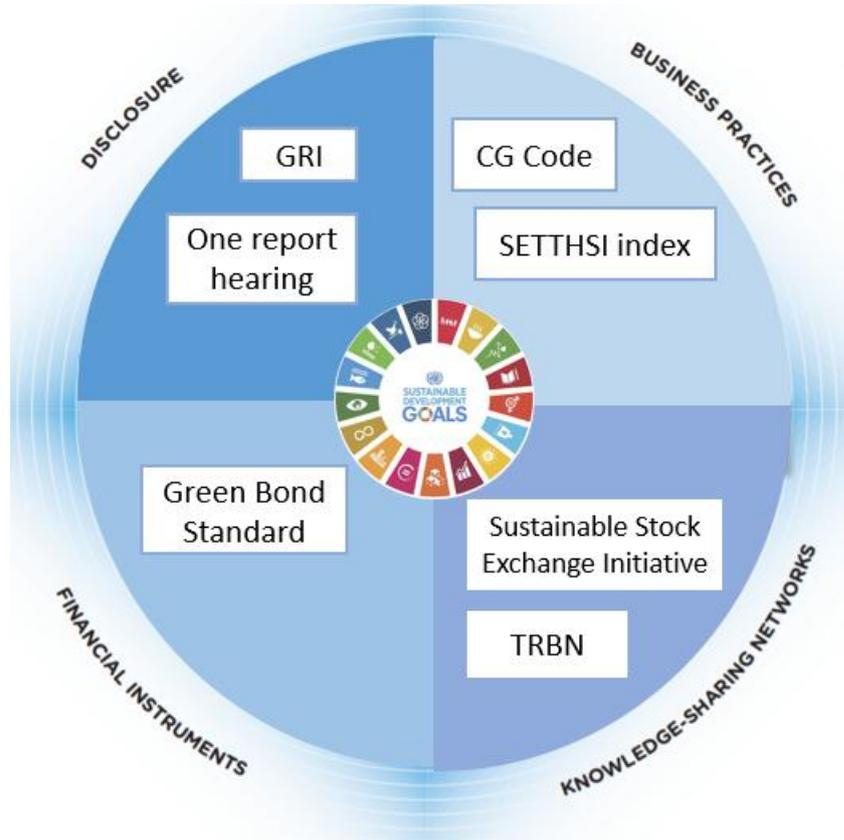 DISCLOSURE
BUSINESS PRACTICES
GRI
One report
hearing
CG Code
SETTHSI index
SUSTAINABLE
DEVELOPMENT
GOALS
Green Bond
Standard
Sustainable Stock
Exchange Initiative
TRBN
FINANCIAL INSTRUMENTS
KNOWLEDGE-SHARING NETWORKS